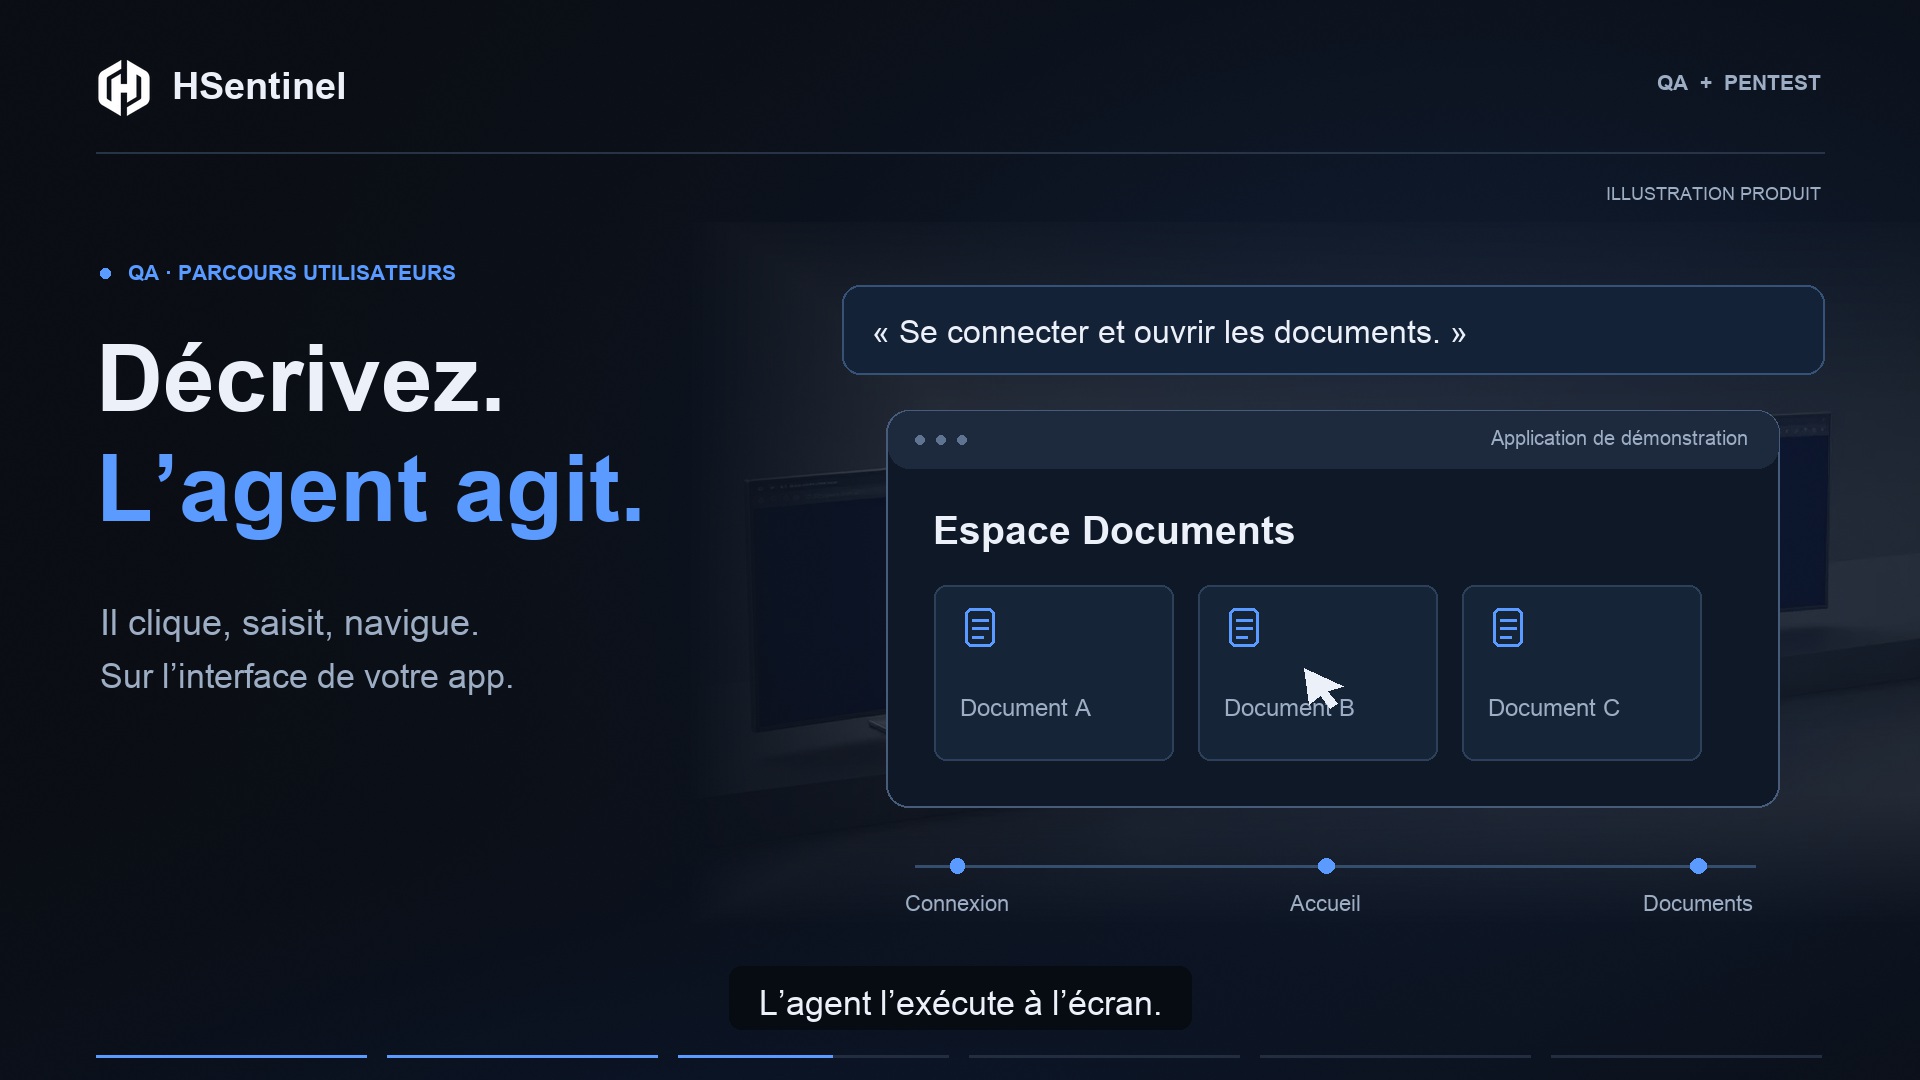 HSentinel
QA + PENTEST
ILLUSTRATION PRODUIT
QA · PARCOURS UTILISATEURS
Décrivez.
L’agent agit.
Il clique, saisit, navigue.
Sur l’interface de votre app.
« Se connecter et ouvrir les documents. »
Application de démonstration
Espace Documents
Document A
Document B
Document C
Connexion
Accueil
Documents
L’agent l’exécute à l’écran.